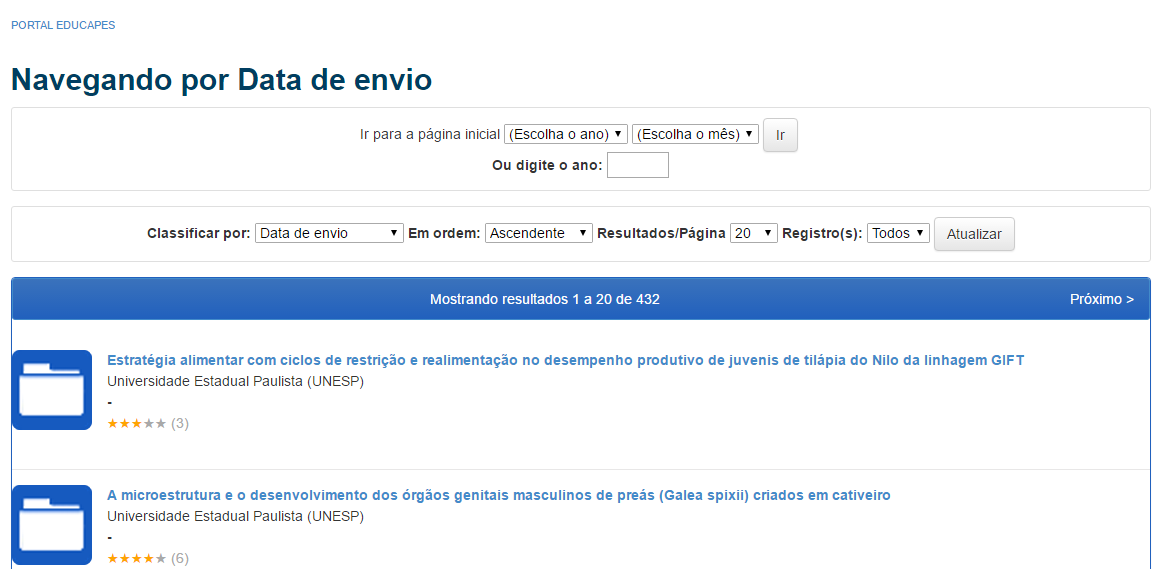 PORTAL EDUCAPES
Navegando por Data de envio
Ir para a página inicial (Escolha o ano) (Escolha o mês) Ir
Ou digite o ano:
Classificar por: Data de envio Em ordem: Ascendente Resultados/Página 20 Registro(s): Todos Atualizar
Mostrando resultados 1 a 20 de 432 Próximo >
Estratégia alimentar com ciclos de restrição e realimentação no desempenho produtivo de juvenis de tilápia do Nilo da linhagem GIFT
Universidade Estadual Paulista (UNESP)
-
(3)
A microestrutura e o desenvolvimento dos órgãos genitais masculinos de preás (Galea spixii) criados em cativeiro
Universidade Estadual Paulista (UNESP)
-
(6)